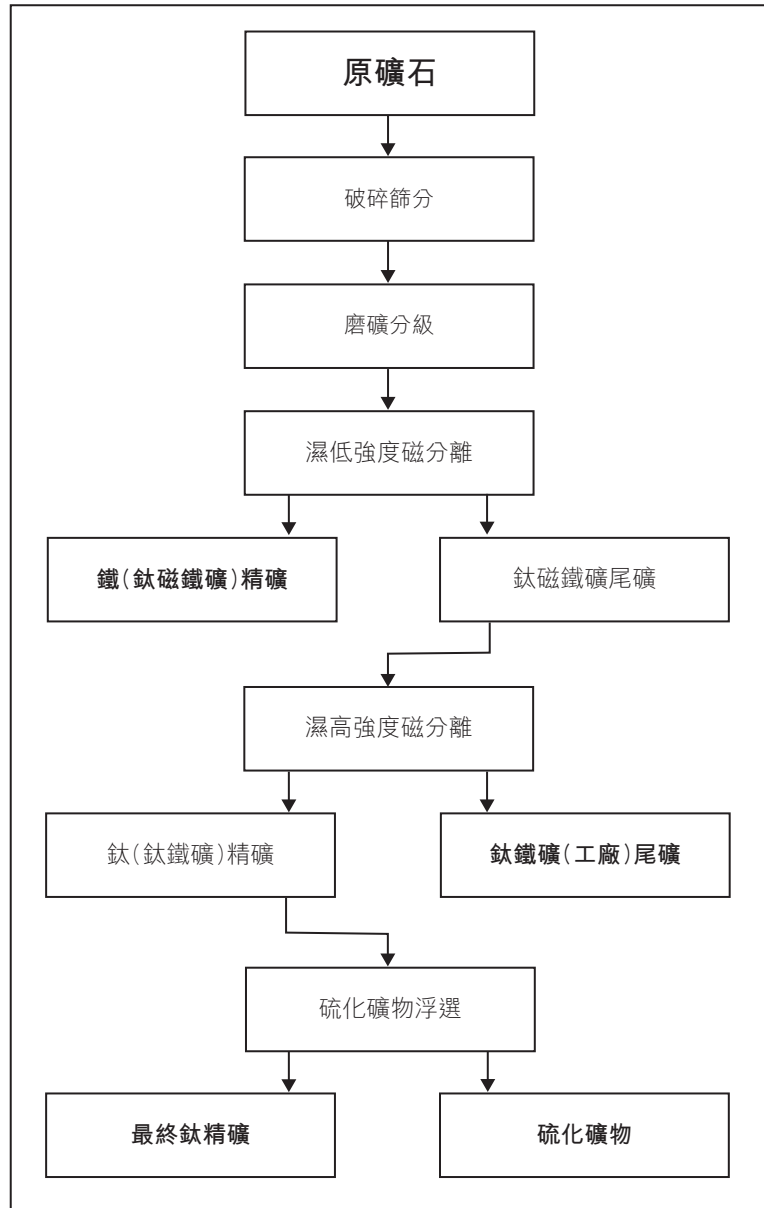 原礦石
破碎篩分
磨礦分級
濕低強度磁分離
鐵(鈦磁鐵礦)精礦
鈦磁鐵礦尾礦
濕高強度磁分離
鈦(鈦鐵礦)精礦
鈦鐵礦(工廠)尾礦
硫化礦物浮選
最終鈦精礦
硫化礦物